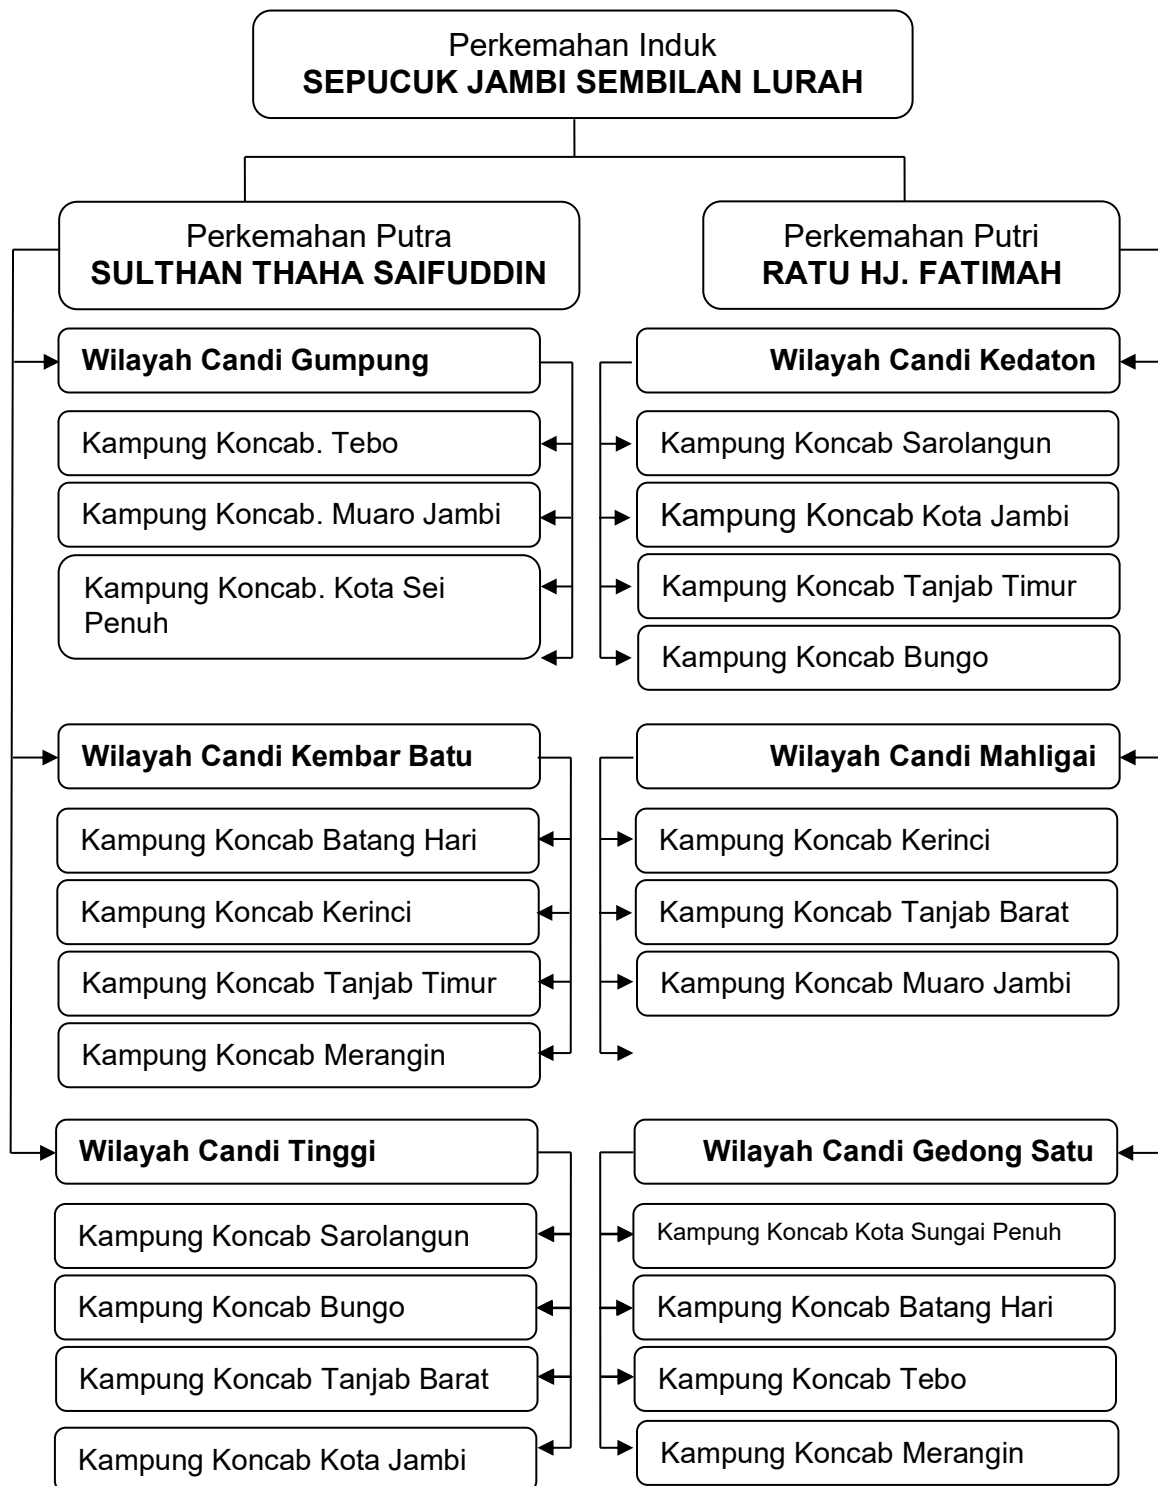 Perkemahan Induk
SEPUCUK JAMBI SEMBILAN LURAH
Perkemahan Putra
SULTHAN THAHA SAIFUDDIN
Perkemahan Putri
RATU HJ. FATIMAH
Wilayah Candi Gumpung
Kampung Koncab. Tebo
Kampung Koncab. Muaro Jambi
Kampung Koncab. Kota Sei
Penuh
Wilayah Candi Kedaton
Kampung Koncab Sarolangun
Kampung Koncab Kota Jambi
Kampung Koncab Tanjab Timur
Kampung Koncab Bungo
Wilayah Candi Kembar Batu
Kampung Koncab Batang Hari
Kampung Koncab Kerinci
Kampung Koncab Tanjab Timur
Kampung Koncab Merangin
Wilayah Candi Mahligai
Kampung Koncab Kerinci
Kampung Koncab Tanjab Barat
Kampung Koncab Muaro Jambi
Wilayah Candi Tinggi
Kampung Koncab Sarolangun
Kampung Koncab Bungo
Kampung Koncab Tanjab Barat
Kampung Koncab Kota Jambi
Wilayah Candi Gedong Satu
Kampung Koncab Kota Sungai Penuh
Kampung Koncab Batang Hari
Kampung Koncab Tebo
Kampung Koncab Merangin